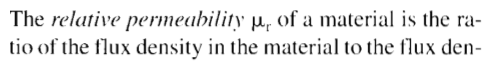 The relative permeability μr of a material is the ra-
tio of the flux density in the material to the flux den-